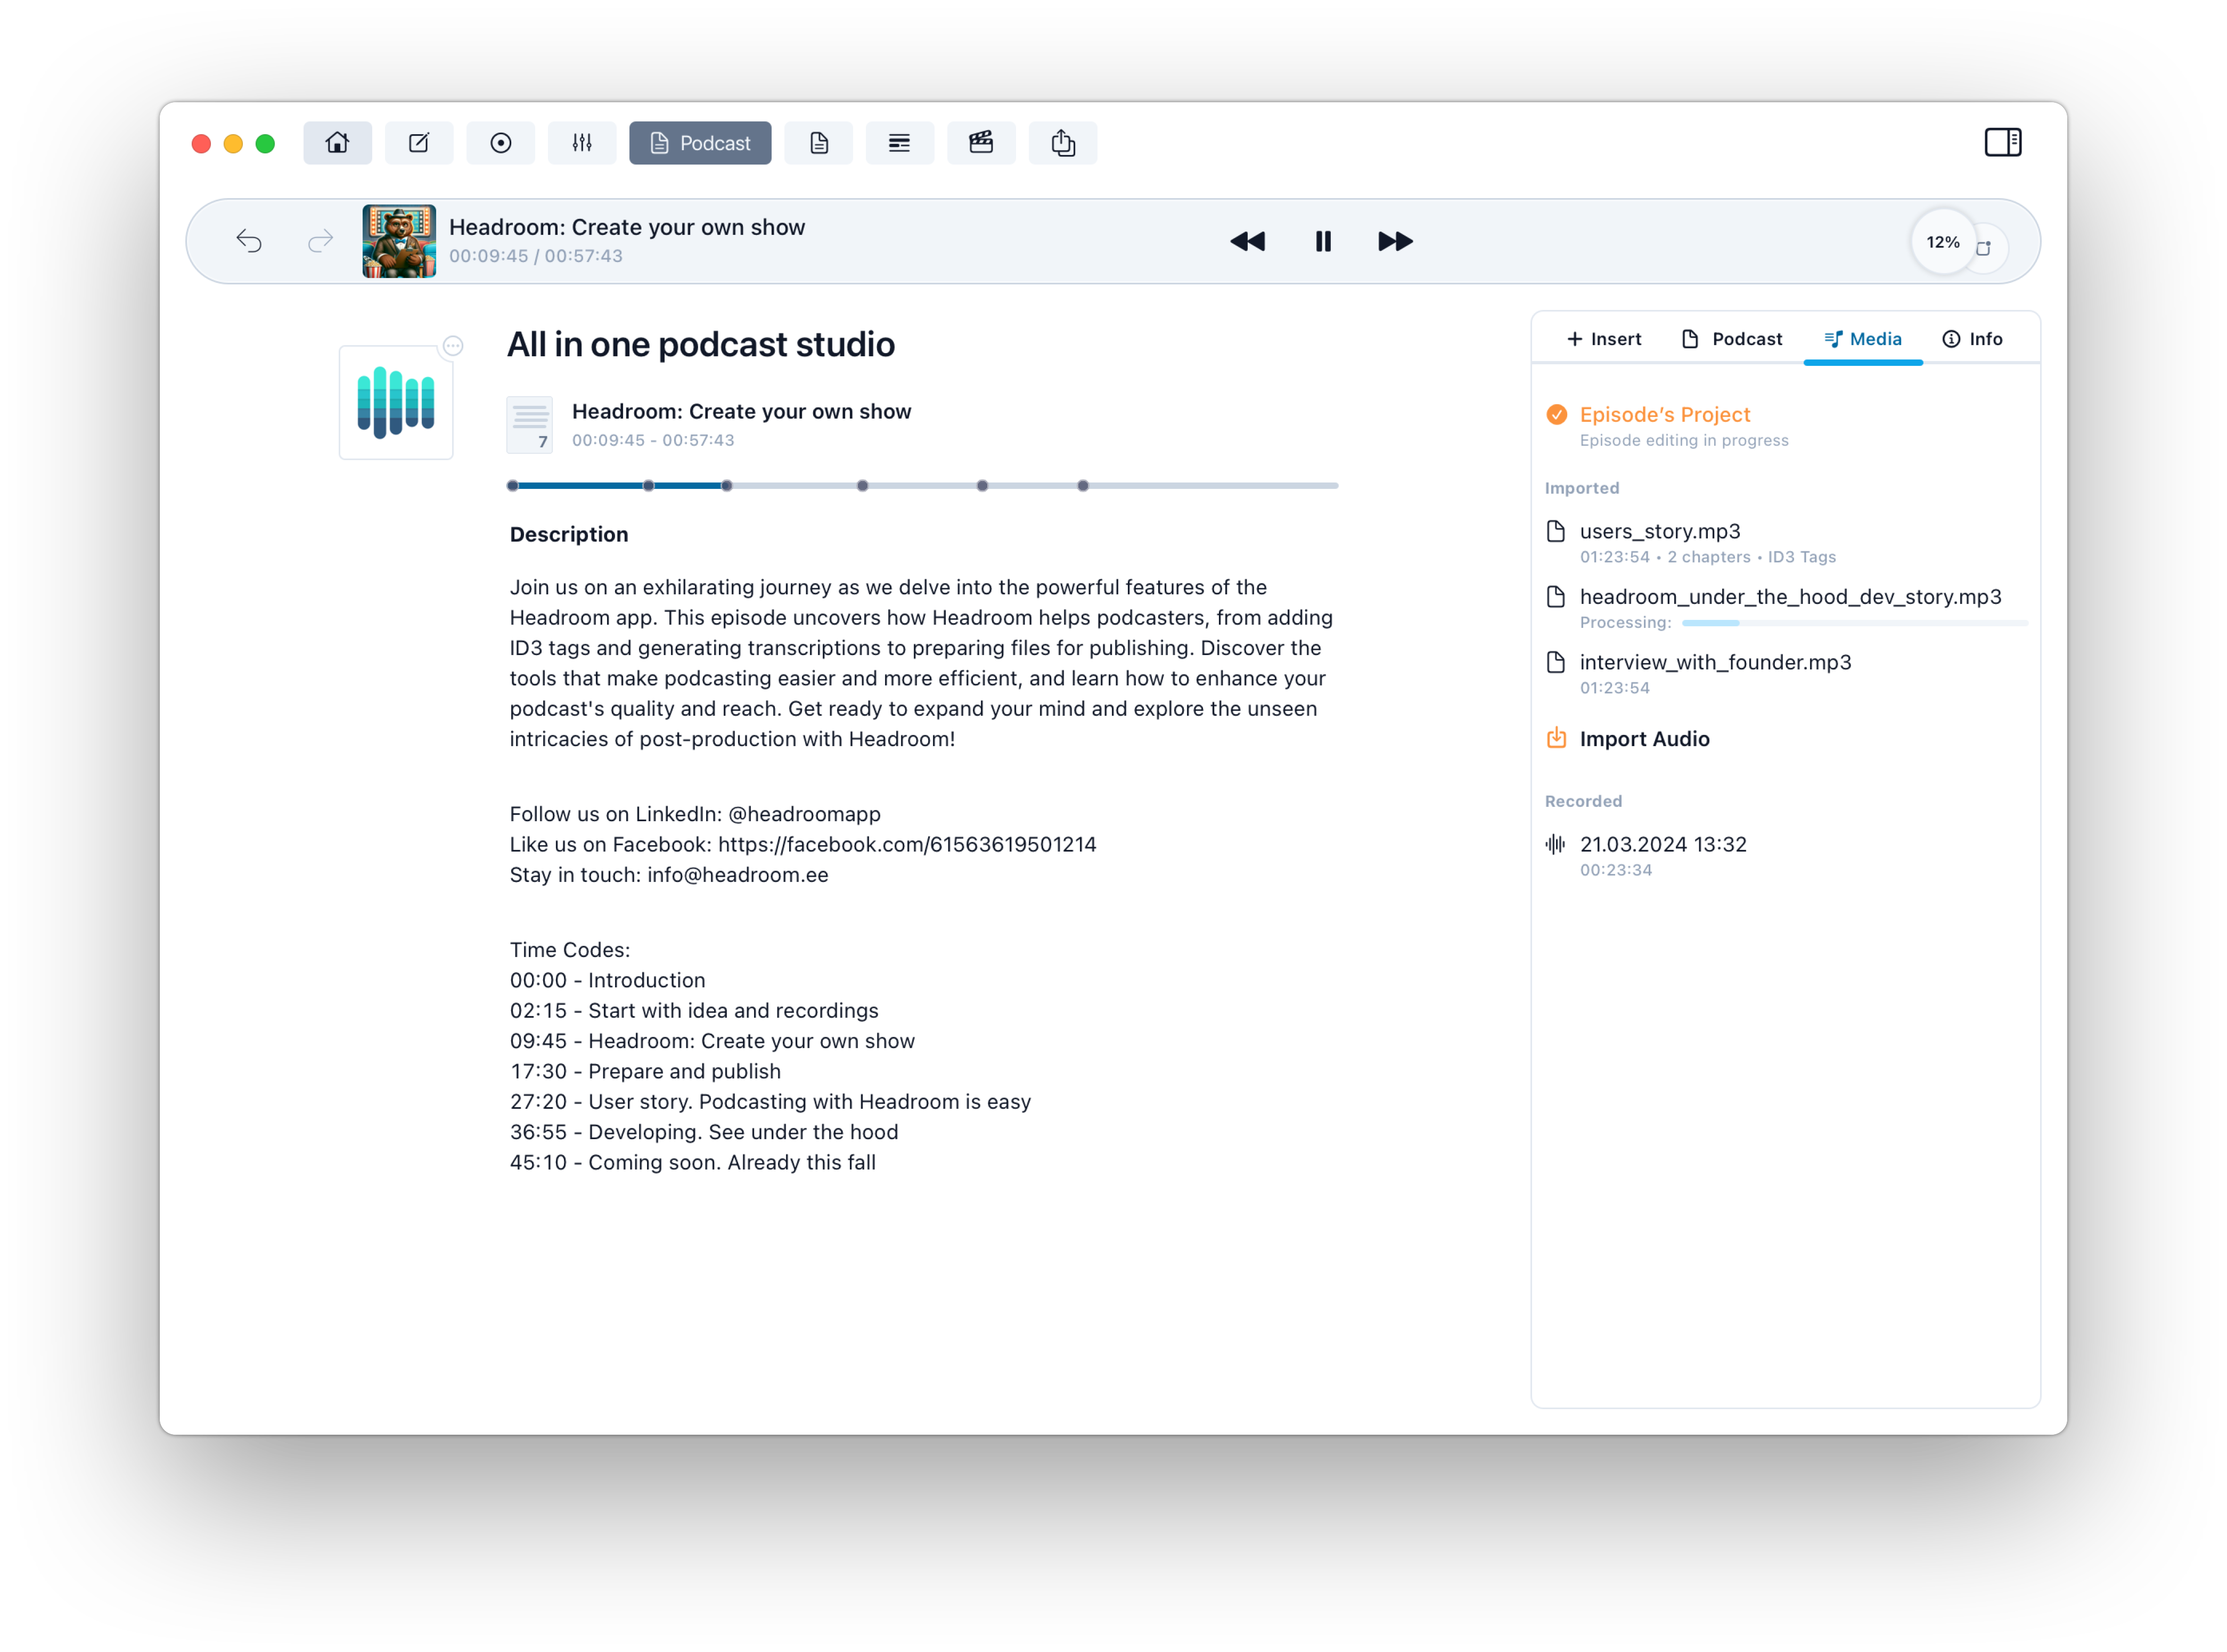 Podcast
Headroom: Create your own show
00:09:45 / 00:57:43
12%
All in one podcast studio
Headroom: Create your own show
7
00:09:45 - 00:57:43
Description
Join us on an exhilarating journey as we delve into the powerful features of the
Headroom app. This episode uncovers how Headroom helps podcasters, from adding
ID3 tags and generating transcriptions to preparing files for publishing. Discover the
tools that make podcasting easier and more efficient, and learn how to enhance your
podcast's quality and reach. Get ready to expand your mind and explore the unseen
intricacies of post-production with Headroom!
Follow us on LinkedIn: @headroomapp
Like us on Facebook: https://facebook.com/61563619501214
Stay in touch: info@headroom.ee
Time Codes:
00:00 - Introduction
02:15 - Start with idea and recordings
09:45 - Headroom: Create your own show
17:30 - Prepare and publish
27:20 - User story. Podcasting with Headroom is easy
36:55 - Developing. See under the hood
45:10 - Coming soon. Already this fall
Insert Podcast Media Info
Episode’s Project
Episode editing in progress
Imported
users_story.mp3
01:23:54 • 2 chapters • ID3 Tags
headroom_under_the_hood_dev_story.mp3
Processing:
interview_with_founder.mp3
01:23:54
Import Audio
Recorded
21.03.2024 13:32
00:23:34